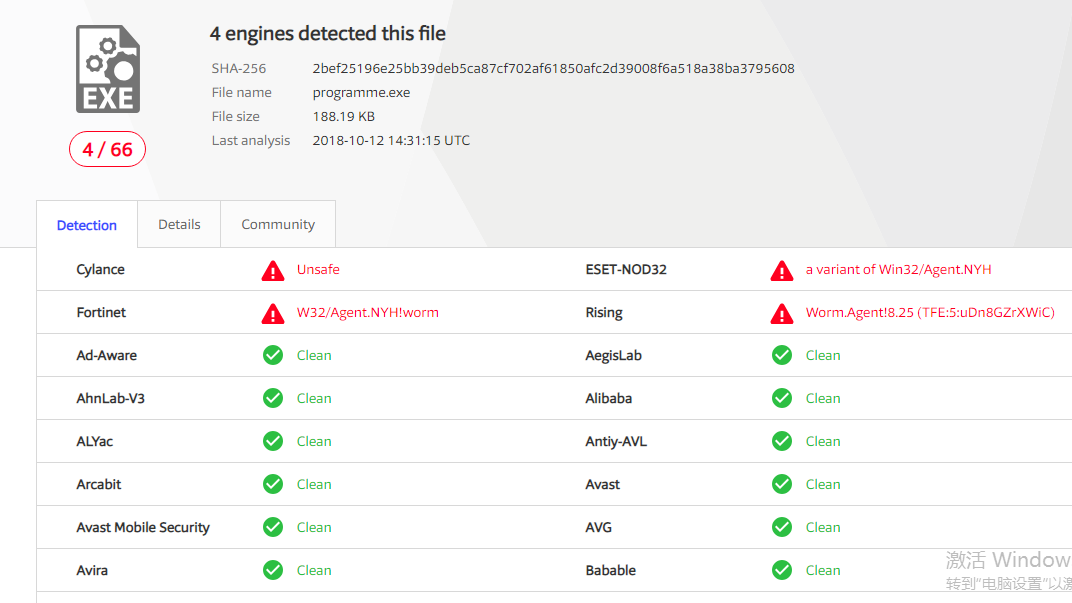 EXE
4 / 66
4 engines detected this file
SHA-256 2bef25196e25bb39deb5ca87cf702af61850afc2d39008f6a518a38ba3795608
File name programme.exe
File size 188.19 KB
Last analysis 2018-10-12 14:31:15 UTC
Detection Details Community
Cylance Unsafe ESET-NOD32 a variant of Win32/Agent.NYH
Fortinet W32/Agent.NYH!worm Rising Worm.Agent!8.25 (TFE:5:uDn8GZrXWiC)
Ad-Aware Clean AegisLab Clean
AhnLab-V3 Clean Alibaba Clean
ALYac Clean Antiy-AVL Clean
Arcabit Clean Avast Clean
Avast Mobile Security Clean AVG Clean
Avira Clean Babable Clean
激活 Window
转到"电脑设置"以激